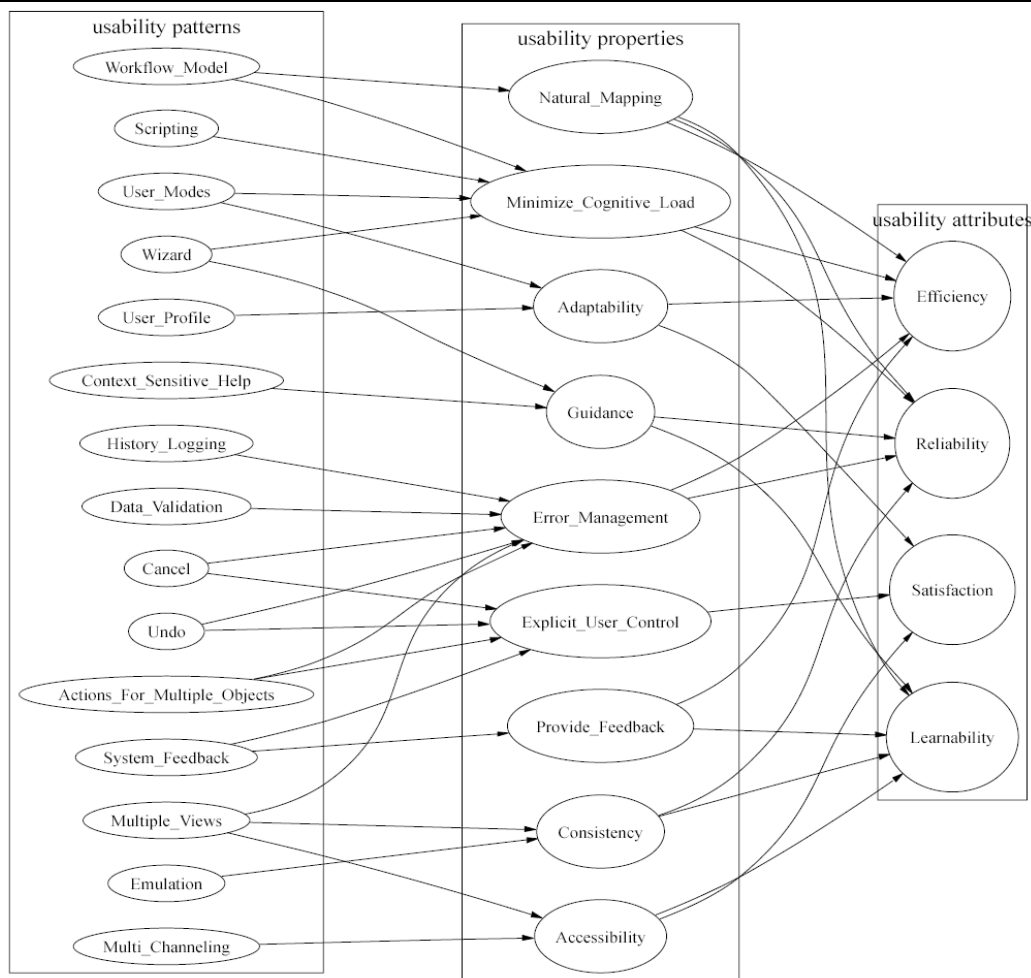 usability patterns
Workflow_Model
Scripting
User_Modes
Wizard
User_Profile
Context_Sensitive_Help
History_Logging
Data_Validation
Cancel
Undo
Actions_For_Multiple_Objects
System_Feedback
Multiple_Views
Emulation
Multi_Channeling
usability properties
Natural_Mapping
Minimize_Cognitive_Load
Adaptability
Guidance
Error_Management
Explicit_User_Control
Provide_Feedback
Consistency
Accessibility
usability attributes
Efficiency
Reliability
Satisfaction
Learnability